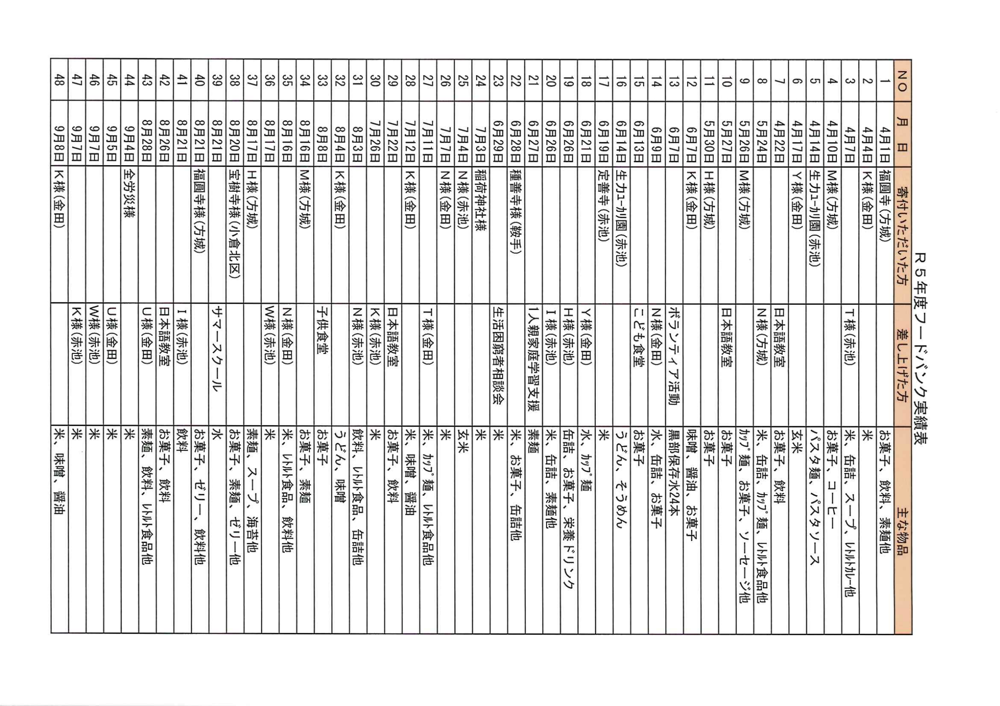 R5年度フードバンク実績表
NO 月　日 寄付いただいた方 差し上げた方 主な物品
1 4月1日 福圓寺(方城) お菓子、飲料、素麺他
2 4月4日 K様(金田) 米
3 4月7日 T様(赤池) 米、缶詰、スープ、ﾚﾄﾙﾄｶﾚｰ他
4 4月10日 M様(方城) お菓子、コーヒー
5 4月14日 生力ﾕｰｶﾘ園(赤池) パスタ麺、パスタソース
6 4月17日 Y様(金田) 玄米
7 4月22日 日本語教室 お菓子、飲料
8 5月24日 N様(方城) 米、缶詰、ｶｯﾌﾟ麺、ﾚﾄﾙﾄ食品他
9 5月26日 M様(方城) ｶｯﾌﾟ麺、お菓子、ソーセージ他
10 5月27日 日本語教室 お菓子
11 5月30日 H様(方城) お菓子
12 6月7日 K様(金田) 味噌、醤油、お菓子
13 6月7日 ボランティア活動 黒部保存水24本
14 6月9日 N様(金田) 水、缶詰、お菓子
15 6月13日 こども食堂 お菓子
16 6月14日 生力ﾕｰｶﾘ園(赤池) うどん、そうめん
17 6月19日 定善寺(赤池) 米
18 6月21日 Y様(金田) 水、ｶｯﾌﾟ麺
19 6月26日 H様(赤池) 缶詰、お菓子、栄養ドリンク
20 6月26日 I様(赤池) 米、缶詰、素麺他
21 6月27日 1人親家庭学習支援 素麺
22 6月28日 種善寺様(鞍手) 米、お菓子、缶詰他
23 6月29日 生活困窮者相談会 米
24 7月3日 稲荷神社様 米
25 7月4日 N様(赤池) 玄米
26 7月7日 N様(金田) 米
27 7月11日 T様(金田) 米、ｶｯﾌﾟ麺、ﾚﾄﾙﾄ食品他
28 7月12日 K様(金田) 米、味噌、醤油
29 7月22日 日本語教室 お菓子、飲料
30 7月26日 K様(赤池) 米
31 8月3日 N様(赤池) 飲料、ﾚﾄﾙﾄ食品、缶詰他
32 8月4日 K様(金田) うどん、味噌
33 8月8日 子供食堂 お菓子
34 8月16日 M様(方城) お菓子、素麺
35 8月16日 N様(金田) 米、ﾚﾄﾙﾄ食品、飲料他
36 8月17日 W様(赤池) 米
37 8月17日 H様(方城) 素麺、スープ、海苔他
38 8月20日 宝樹寺様(小倉北区) お菓子、素麺、ゼリー他
39 8月21日 サマースクール 水
40 8月21日 福圓寺様(方城) お菓子、ゼリー、飲料他
41 8月21日 I様(赤池) 飲料
42 8月26日 日本語教室 お菓子、飲料
43 8月28日 U様(金田) 素麺、飲料、ﾚﾄﾙﾄ食品他
44 9月4日 全労災様 米
45 9月5日 U様(金田) 米
46 9月7日 W様(赤池) 米
47 9月7日 K様(赤池) 米
48 9月8日 K様(金田) 米、味噌、醤油